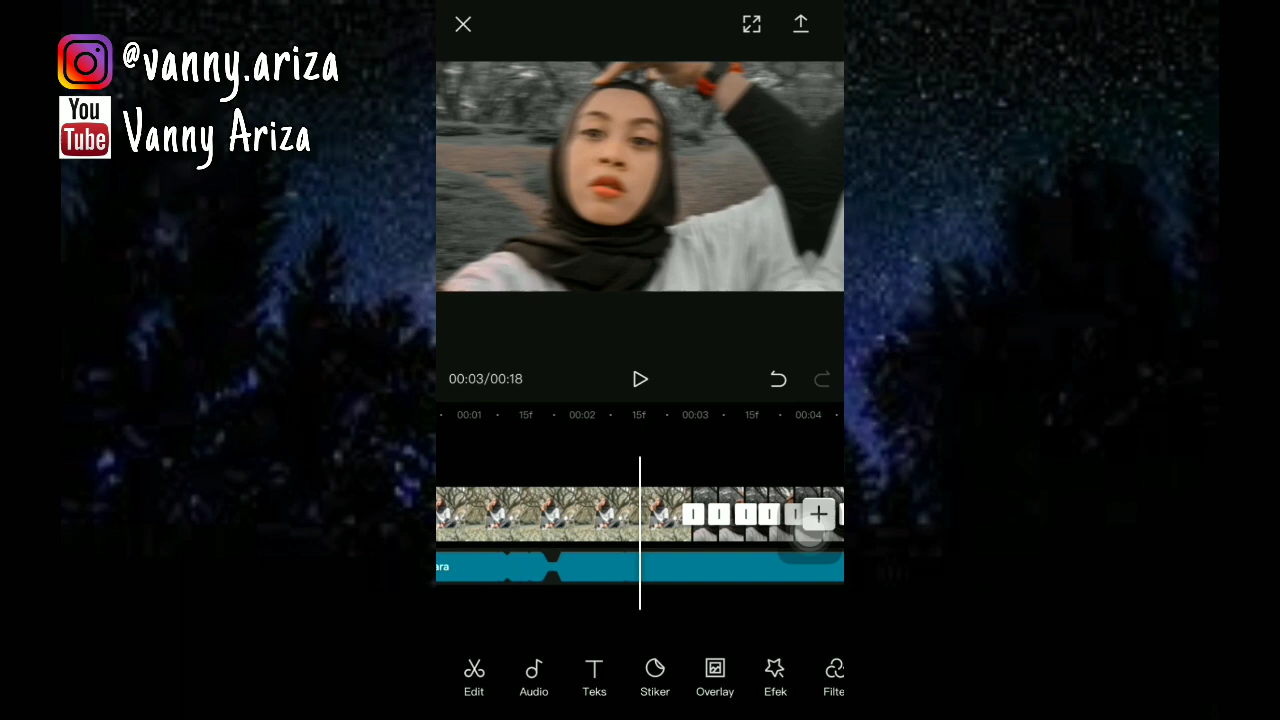 @vanny.ariza
You
Tube
Vanny Ariza
00:03/00:18
00:01
15f
00:02
15f
00:03
15f
00:04
ara
Edit
Audio
Teks
Stiker
Overlay
Efek
Filte